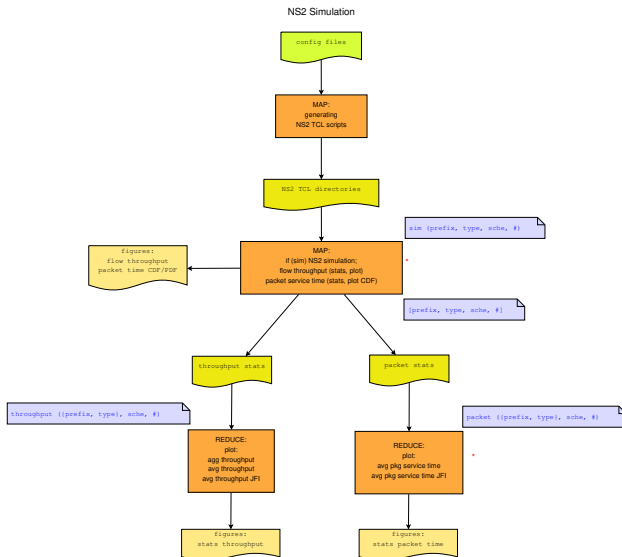 NS2 Simulation
config files
MAP:
generating
NS2 TCL scripts
NS2 TCL directories
sim (prefix, type, sche, #)
figures:
flow throughput
packet time CDF/PDF
MAP:
if (sim) NS2 simulation;
flow throughput (stats, plot)
packet service time (stats, plot CDF)
*
[prefix, type, sche, #]
throughput stats
packet stats
throughput ({prefix, type}, sche, #)
packet ({prefix, type}, sche, #)
REDUCE:
plot:
agg throughput
avg throughput
avg throughput JFI
REDUCE:
plot:
avg pkg service time
avg pkg service time JFI
*
figures:
stats throughput
figures:
stats packet time